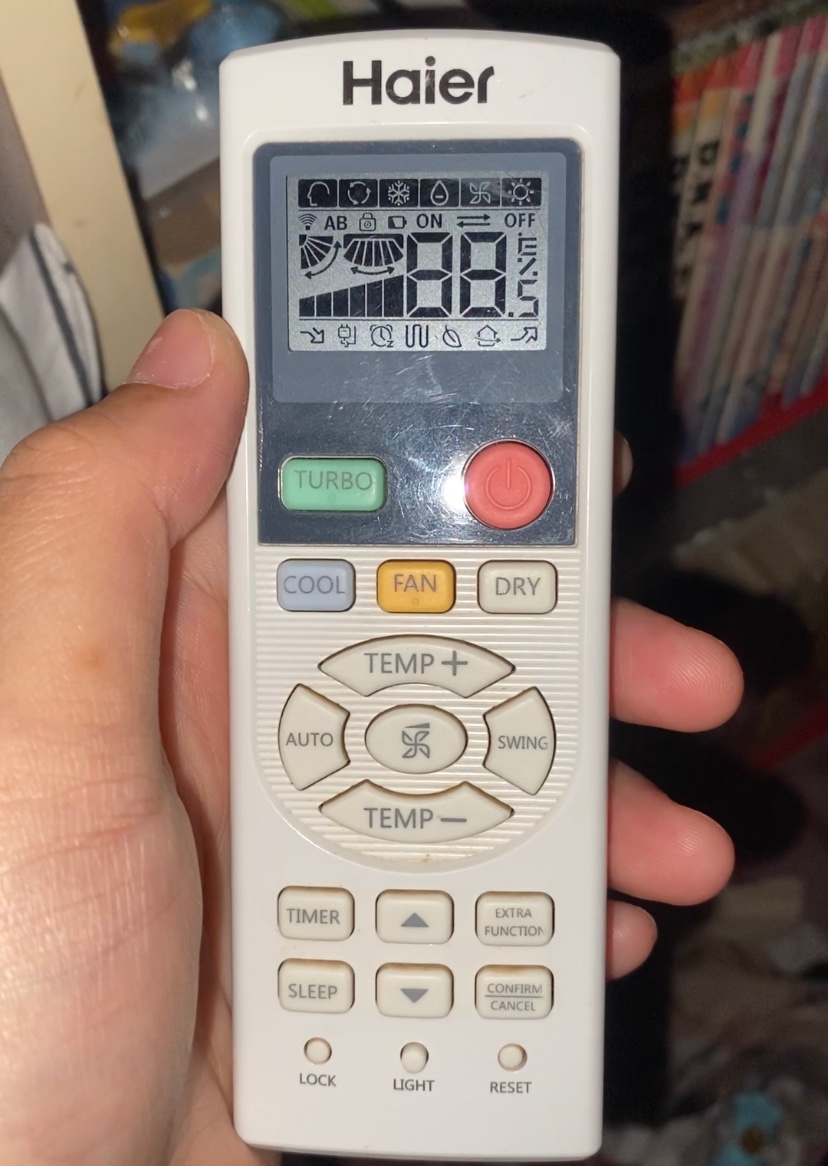 Haier
AB ON OFF
88.5
TURBO
COOL FAN DRY
TEMP +
AUTO SWING
TEMP −
TIMER EXTRA FUNCTION
SLEEP CONFIRM CANCEL
LOCK LIGHT RESET